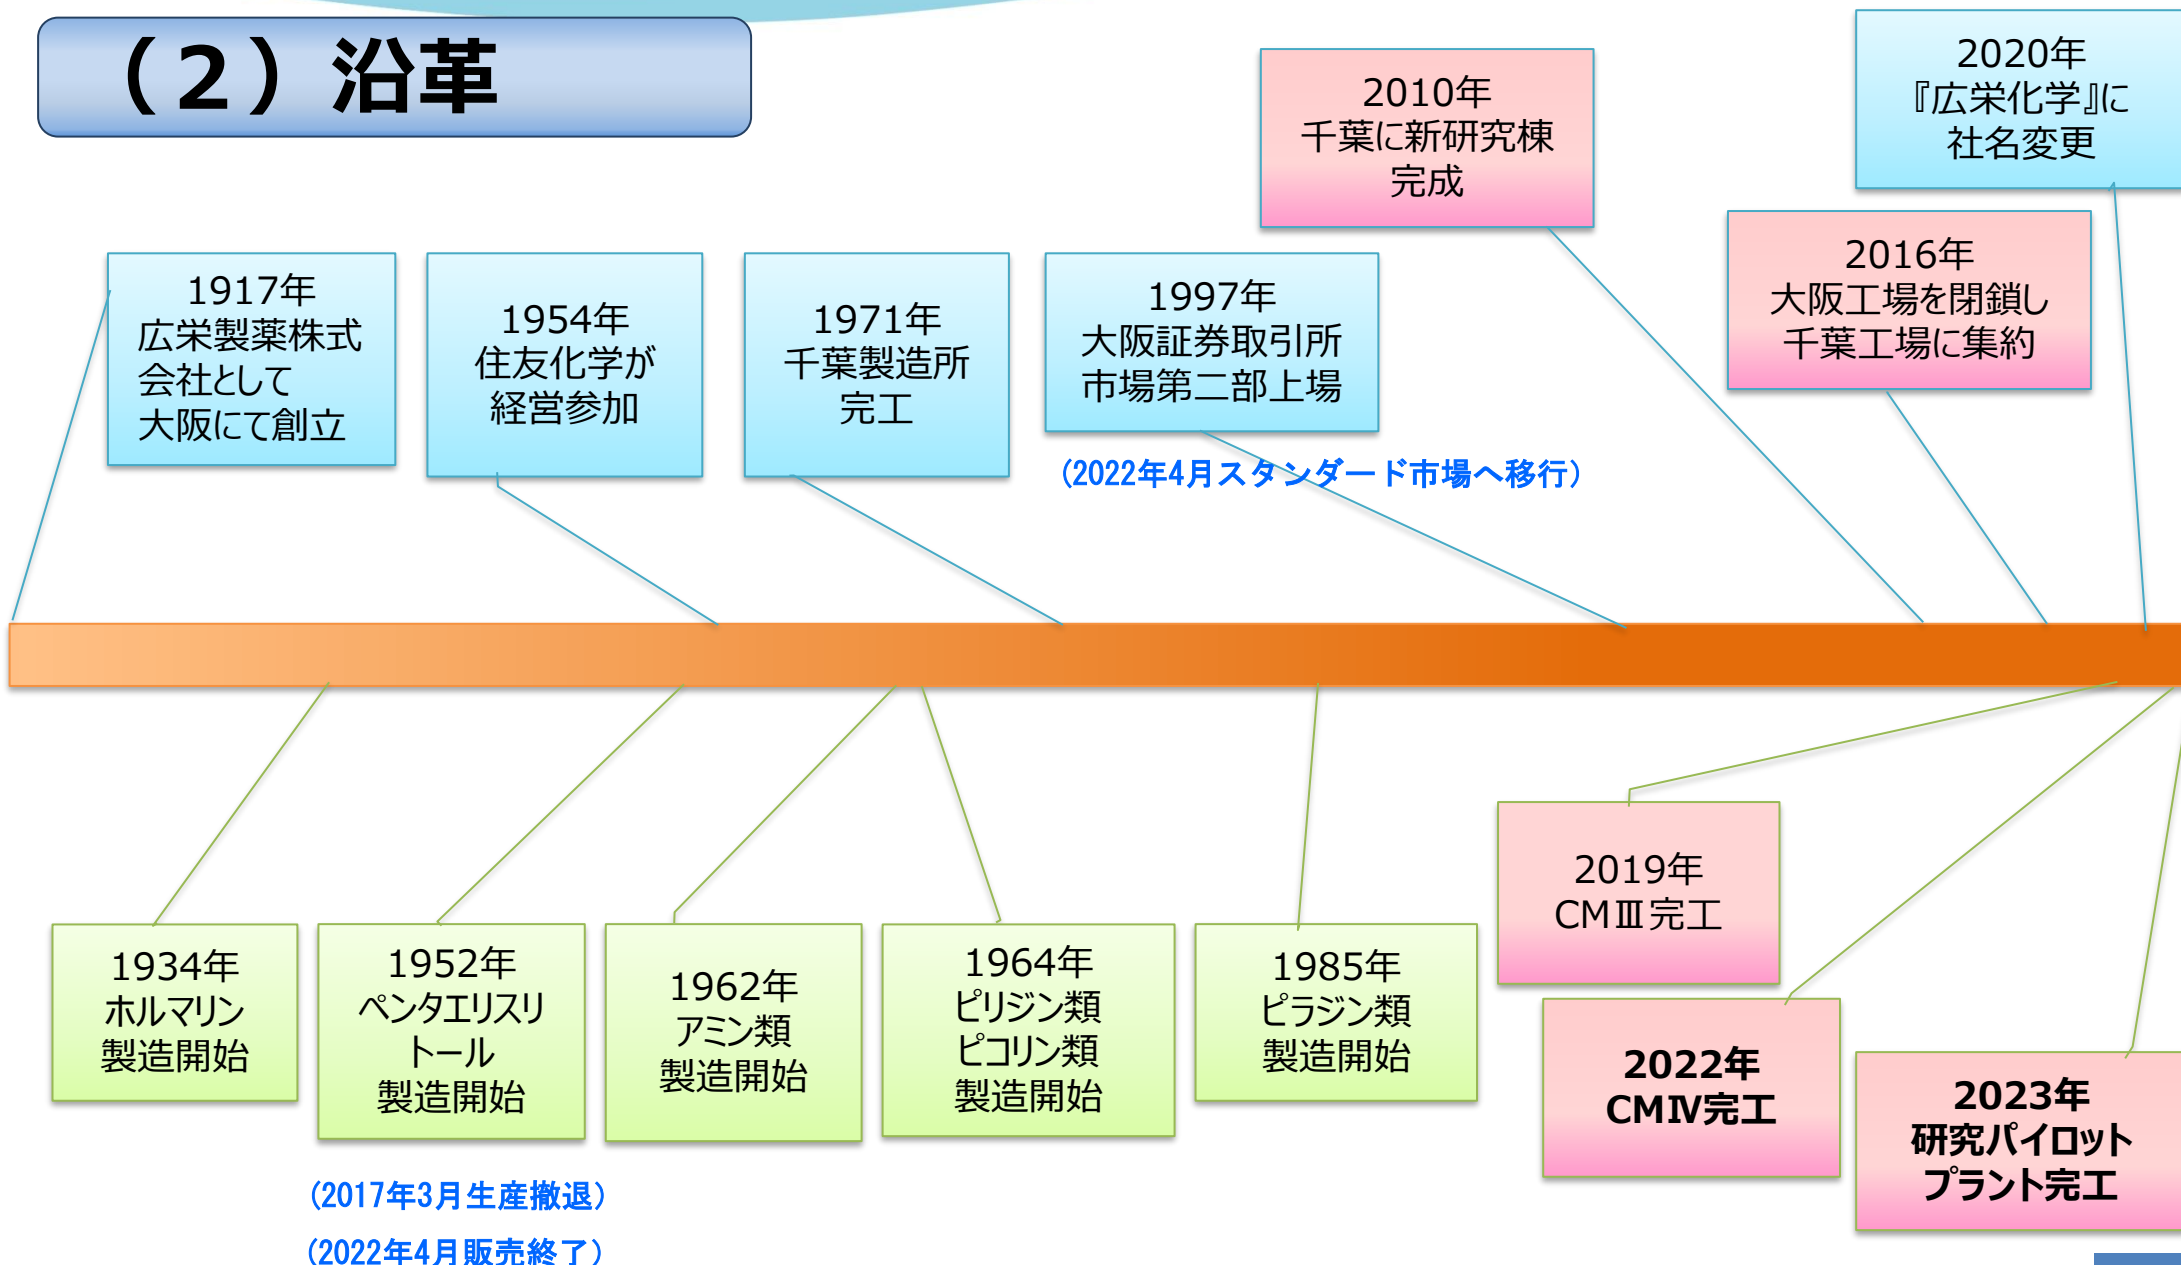 （２）沿革
2010年
千葉に新研究棟
完成
2020年
『広栄化学』に
社名変更
2016年
大阪工場を閉鎖し
千葉工場に集約
1917年
広栄製薬株式
会社として
大阪にて創立
1954年
住友化学が
経営参加
1971年
千葉製造所
完工
1997年
大阪証券取引所
市場第二部上場
(2022年4月スタンダード市場へ移行)
1934年
ホルマリン
製造開始
1952年
ペンタエリスリ
トール
製造開始
(2017年3月生産撤退)
(2022年4月販売終了)
1962年
アミン類
製造開始
1964年
ピリジン類
ピコリン類
製造開始
1985年
ピラジン類
製造開始
2019年
CMⅢ完工
2022年
CMⅣ完工
2023年
研究パイロット
プラント完工